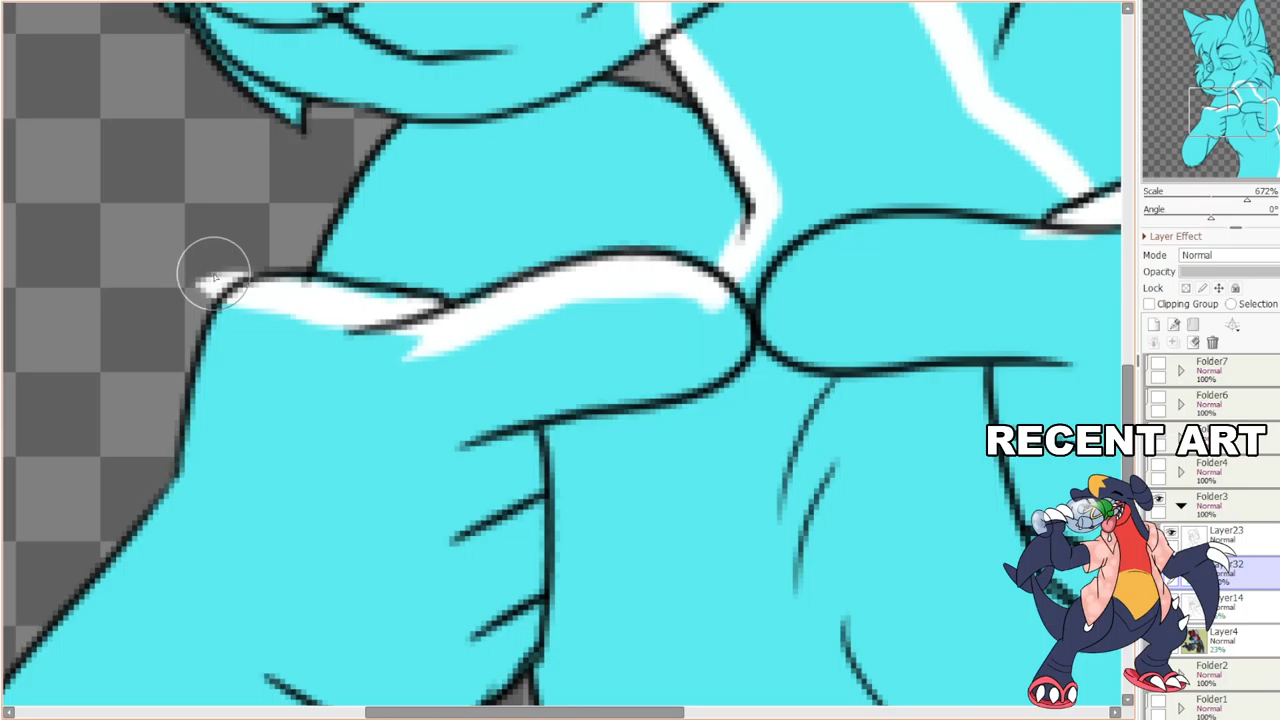 Scale 672%
Angle 0°
Layer Effect
Mode Normal
Opacity
Lock
Clipping Group Selection
Folder7
Normal
100%
Folder6
Normal
100%
RECENT ART
Folder4
Normal
100%
Folder3
Normal
100%
Layer23
Normal
Layer14
Layer4
Normal
23%
Folder2
Normal
100%
Folder1
Normal
100%